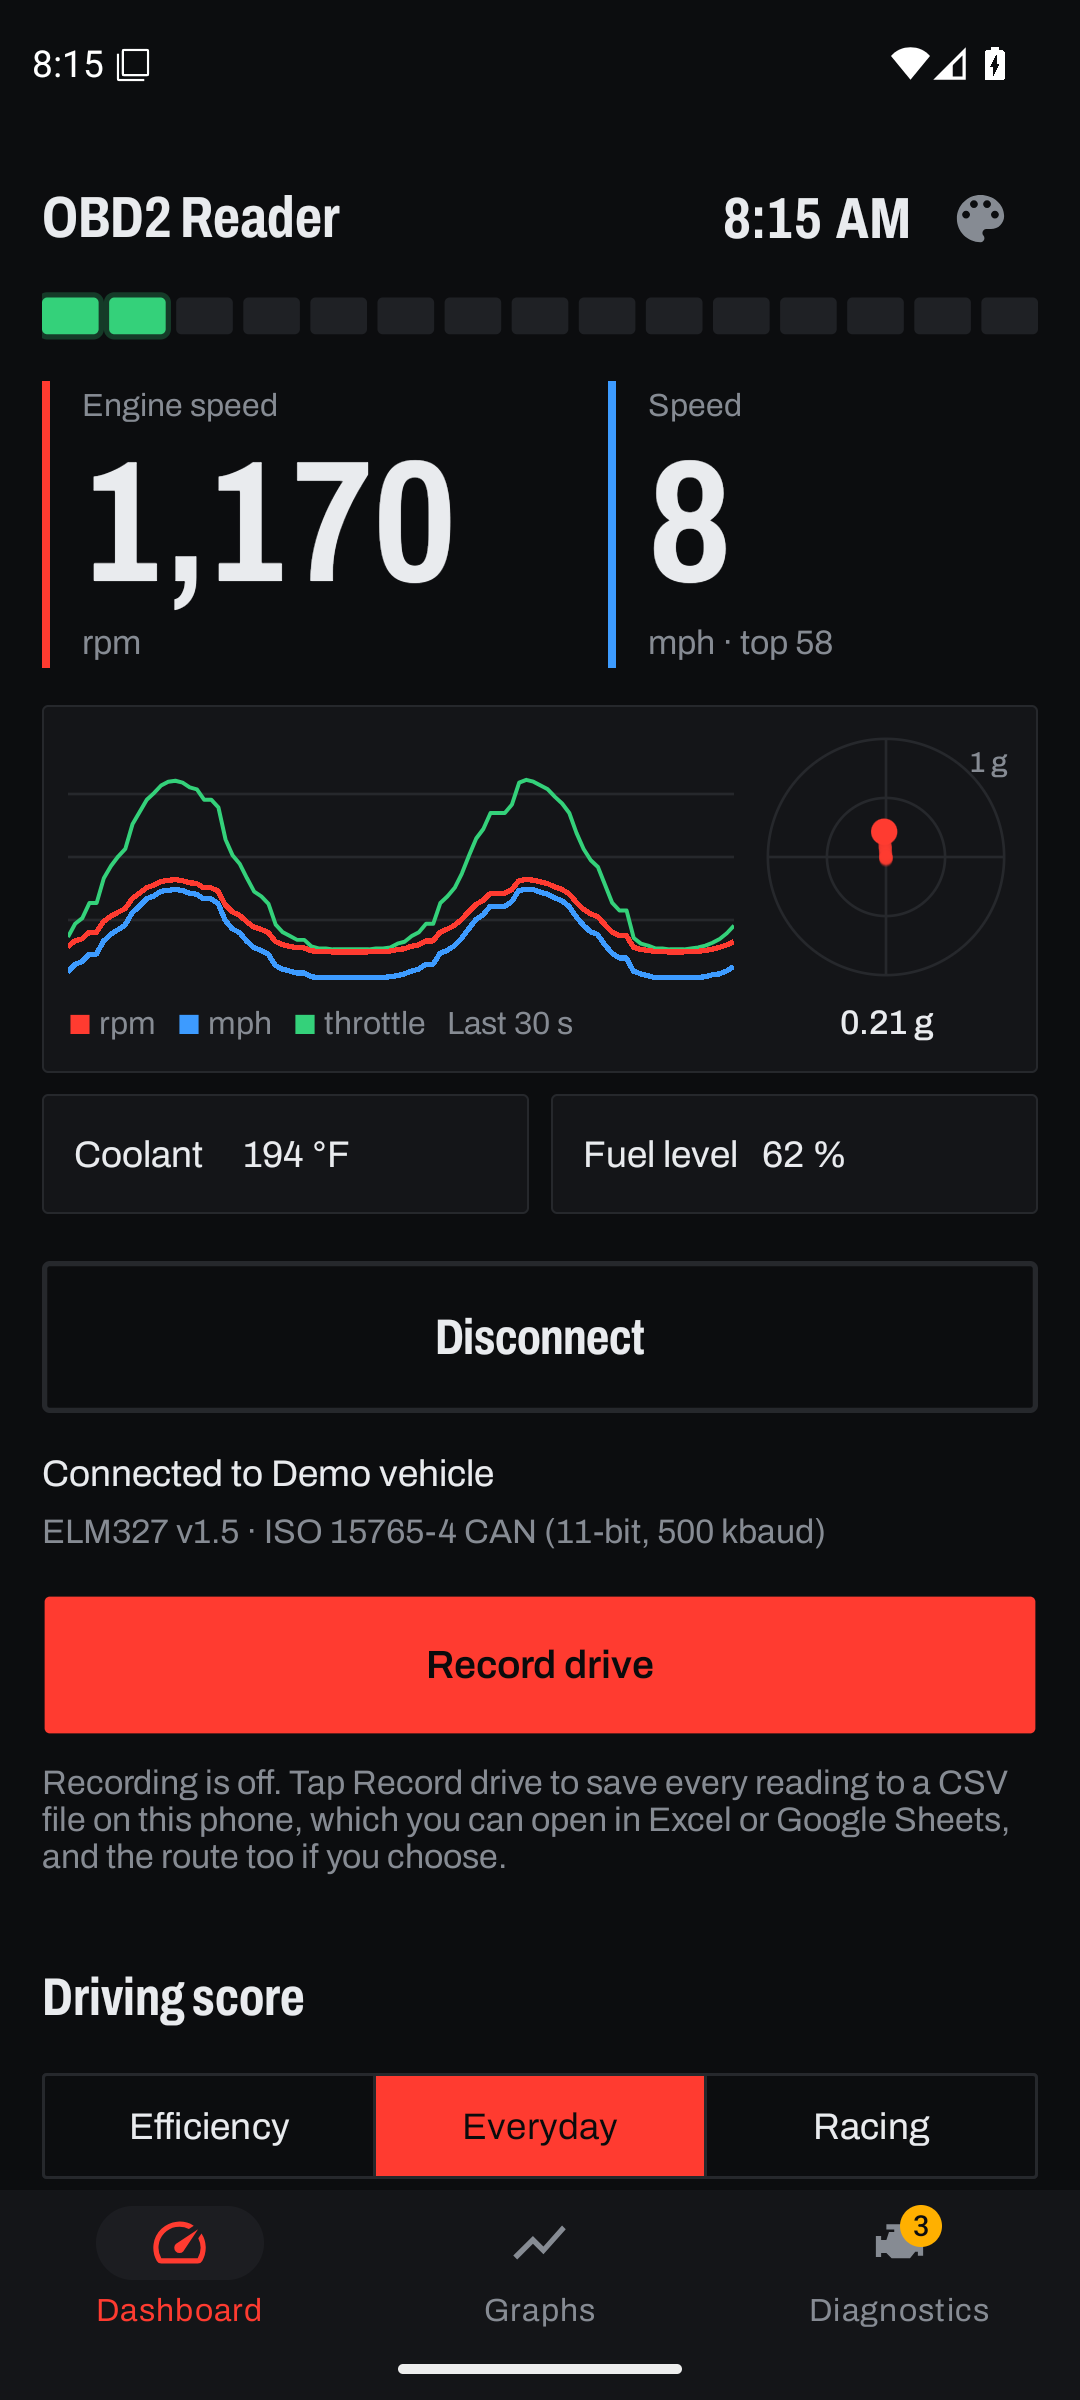 8:15
OBD2 Reader
8:15 AM
Engine speed
1,170
rpm
Speed
8
mph · top 58
1 g
rpm mph throttle Last 30 s
0.21 g
Coolant 194 °F
Fuel level 62 %
Disconnect
Connected to Demo vehicle
ELM327 v1.5 · ISO 15765-4 CAN (11-bit, 500 kbaud)
Record drive
Recording is off. Tap Record drive to save every reading to a CSV
file on this phone, which you can open in Excel or Google Sheets,
and the route too if you choose.
Driving score
Efficiency
Everyday
Racing
3
Dashboard
Graphs
Diagnostics